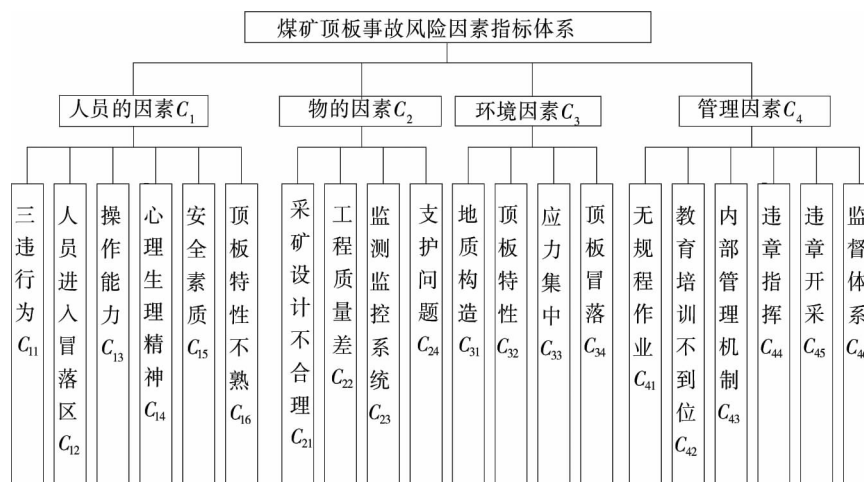 煤矿顶板事故风险因素指标体系
人员的因素C1
物的因素C2
环境因素C3
管理因素C4
三违行为C11
人员进入冒落区C12
操作能力C13
心理生理精神C14
安全素质C15
顶板特性不熟C16
采矿设计不合理C21
工程质量差C22
监测监控系统C23
支护问题C24
地质构造C31
顶板特性C32
应力集中C33
顶板冒落C34
无规程作业C41
教育培训不到位C42
内部管理机制C43
违章指挥C44
违章开采C45
监督体系C46